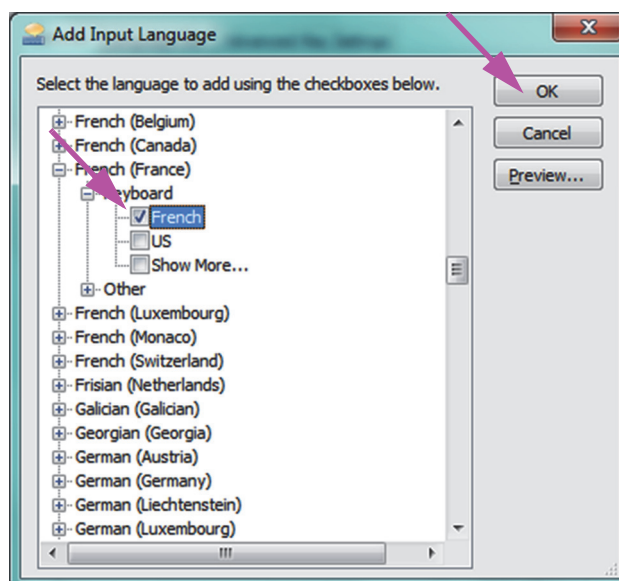 Add Input Language
Select the language to add using the checkboxes below.
French (Belgium)
French (Canada)
French (France)
Keyboard
French
US
Show More...
Other
French (Luxembourg)
French (Monaco)
French (Switzerland)
Frisian (Netherlands)
Galician (Galician)
Georgian (Georgia)
German (Austria)
German (Germany)
German (Liechtenstein)
German (Luxembourg)
OK
Cancel
Preview...